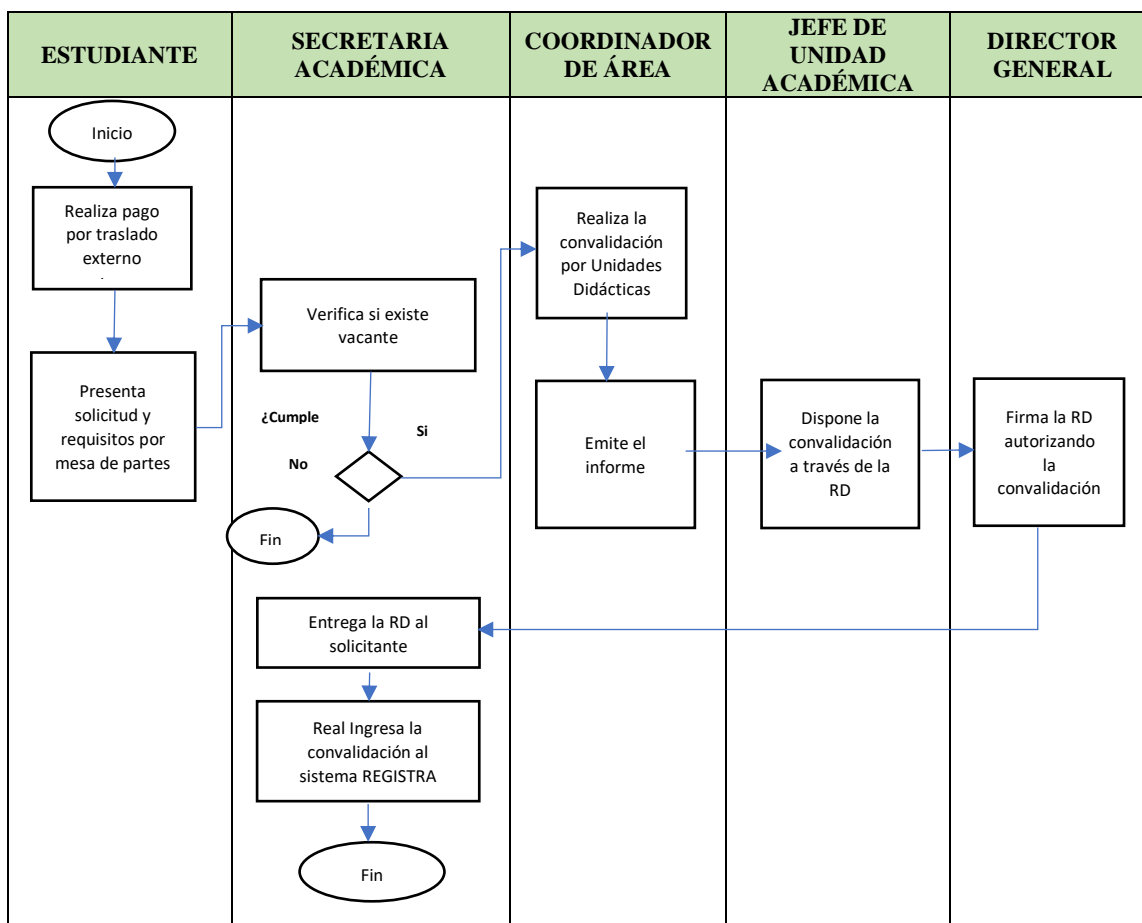 ESTUDIANTE
SECRETARIA
ACADÉMICA
COORDINADOR
DE ÁREA
JEFE DE
UNIDAD
ACADÉMICA
DIRECTOR
GENERAL
Inicio
Realiza pago
por traslado
externo
.
Presenta
solicitud y
requisitos por
mesa de partes
Verifica si existe
vacante
¿Cumple
Si
No
Fin
Realiza la
convalidación
por Unidades
Didácticas
Emite el
informe
Dispone la
convalidación
a través de la
RD
Firma la RD
autorizando
la
convalidación
Entrega la RD al
solicitante
Real Ingresa la
convalidación al
sistema REGISTRA
Fin